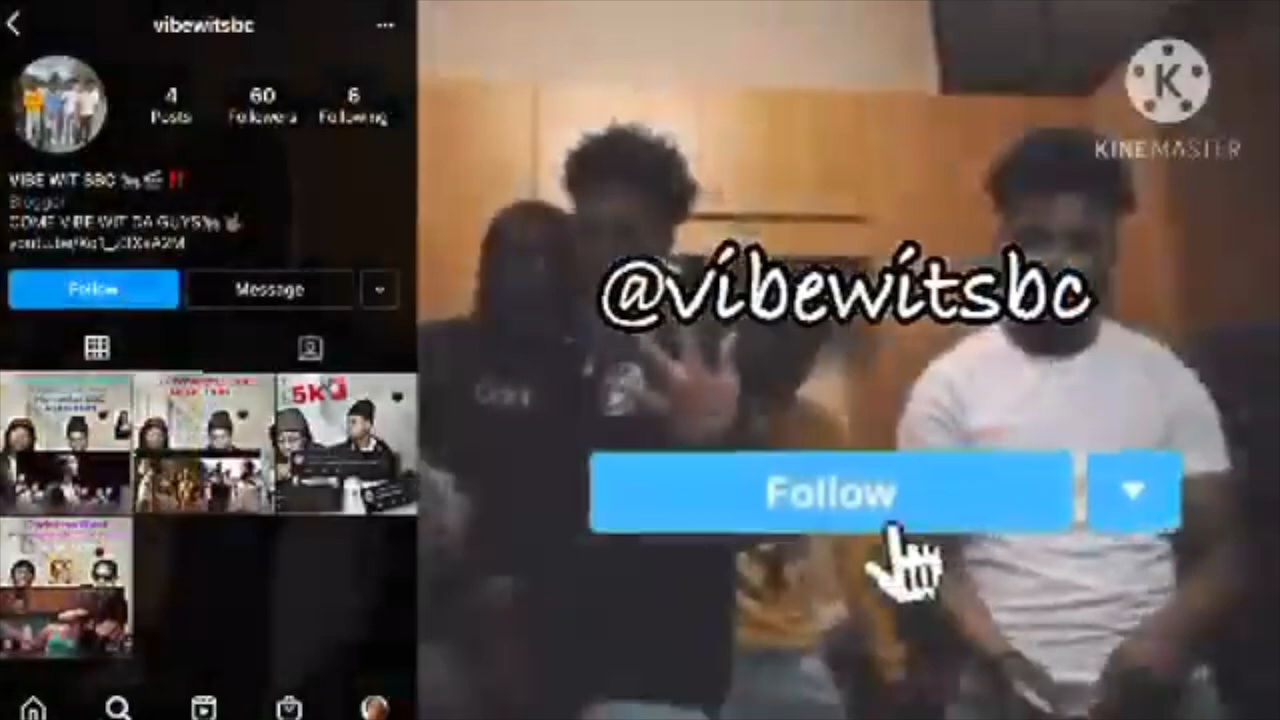 vibewitsbc
4 60 6
Posts Followers Following
VIBE WIT SBC
Blogger
COME VIBE WIT DA GUYS
Follow Message
5K
@vibewitsbc
Follow
K
KINEMASTER